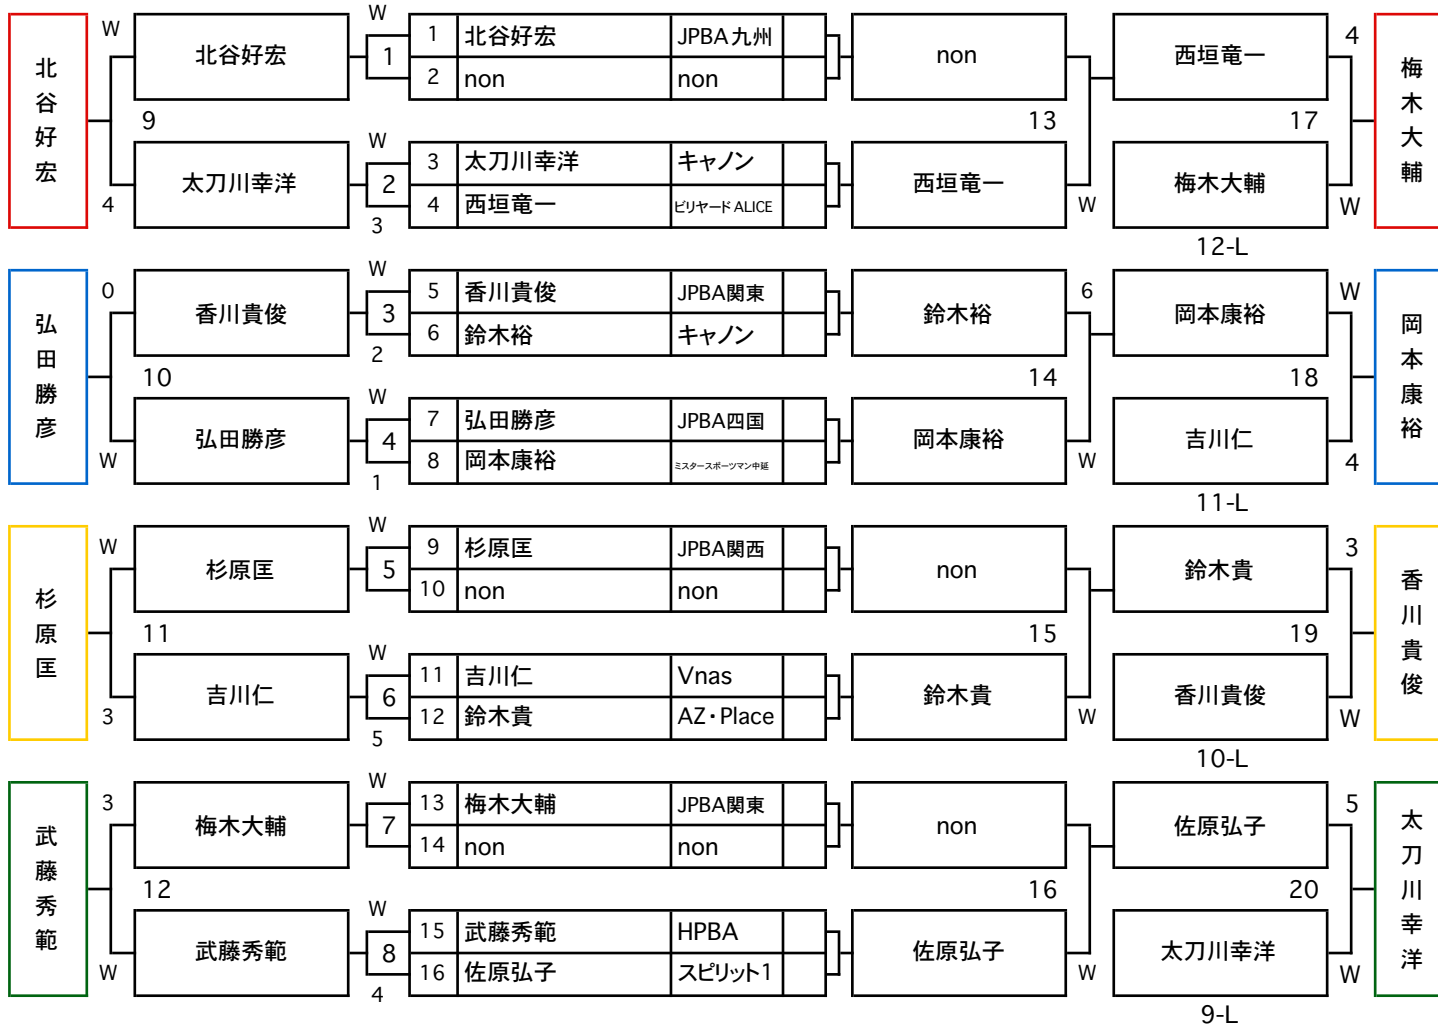 W
W
1 北谷好宏 JPBA九州
4
北谷好宏
北谷好宏
1
non
西垣竜一
梅木大輔
2 non non
9
13
17
W
太刀川幸洋
2
3 太刀川幸洋 キャノン
西垣竜一
梅木大輔
4
3
4 西垣竜一 ビリヤードALICE
W
W
12-L
0
W
5 香川貴俊 JPBA関東
6
W
弘田勝彦
香川貴俊
3
鈴木裕
岡本康裕
岡本康裕
2
6 鈴木裕 キャノン
10
14
18
W
弘田勝彦
4
7 弘田勝彦 JPBA四国
岡本康裕
吉川仁
W
1
8 岡本康裕 ミスタースポーツマン中延
W
4
11-L
W
W
9 杉原匡 JPBA関西
3
杉原匡
杉原匡
5
non
鈴木貴
香川貴俊
10 non non
11
15
19
W
吉川仁
6
11 吉川仁 Vnas
鈴木貴
香川貴俊
3
5
12 鈴木貴 AZ・Place
W
W
10-L
3
W
13 梅木大輔 JPBA関東
5
武藤秀範
梅木大輔
7
non
佐原弘子
太刀川幸洋
14 non non
12
16
20
W
武藤秀範
8
15 武藤秀範 HPBA
佐原弘子
太刀川幸洋
W
4
16 佐原弘子 スピリット1
W
W
9-L